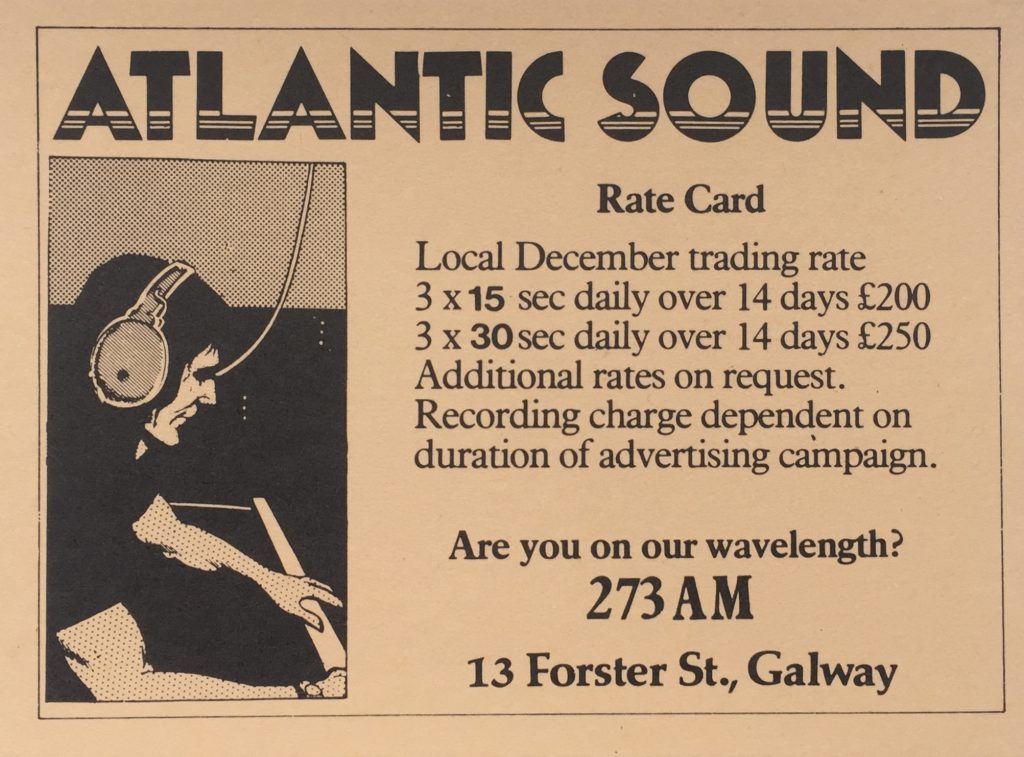 ATLANTIC SOUND
Rate Card
Local December trading rate
3 x 15 sec daily over 14 days £200
3 x 30 sec daily over 14 days £250
Additional rates on request.
Recording charge dependent on
duration of advertising campaign.
Are you on our wavelength?
273 AM
13 Forster St., Galway